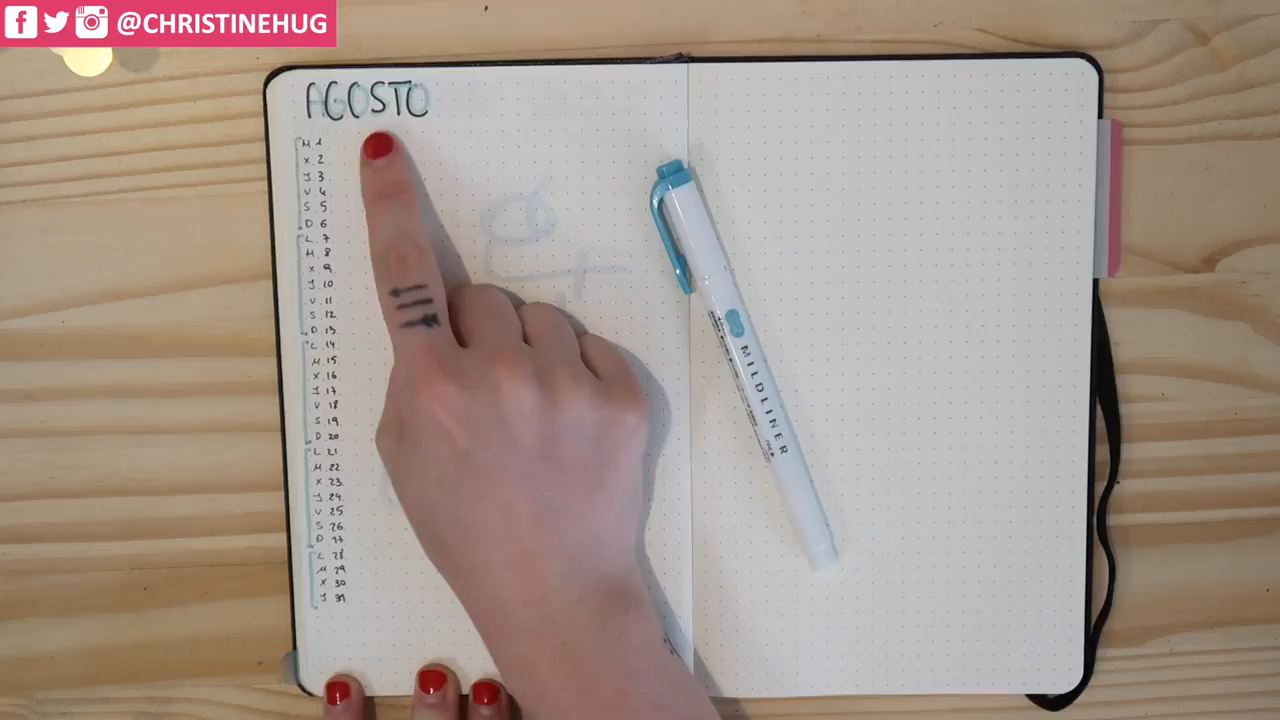 @CHRISTINEHUG
AGOSTO
M. 1
X. 2
J. 3
V. 4
S. 5
D. 6
L. 7
M. 8
X. 9
J. 10
V. 11
S. 12
D. 13
L. 14
M. 15
X. 16
J. 17
V. 18
S. 19
D. 20
L. 21
M. 22
X. 23
J. 24
V. 25
S. 26
D. 17
L. 28
M. 29
X. 30
J. 31
MILDLINER